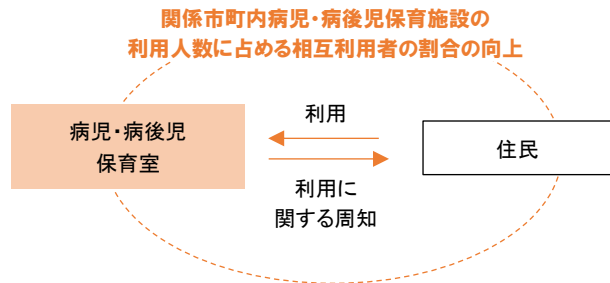 関係市町内病児・病後児保育施設の
利用人数に占める相互利用者の割合の向上
病児・病後児
保育室
利用
利用に
関する周知
住民